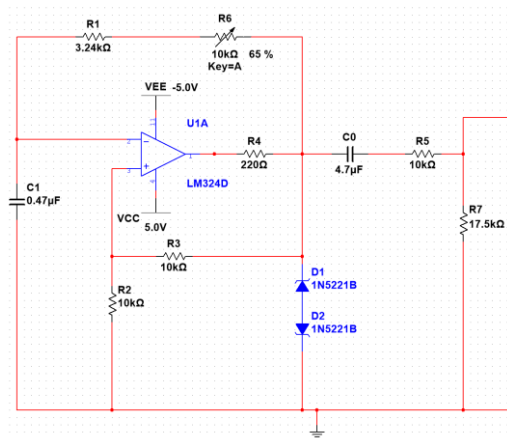 R1
3.24kΩ
R6
10kΩ
65 %
Key=A
VEE -5.0V
11
U1A
2
3
1
4
LM324D
R4
220Ω
C0
4.7µF
R5
10kΩ
R7
17.5kΩ
C1
0.47µF
VCC
5.0V
R3
10kΩ
R2
10kΩ
D1
1N5221B
D2
1N5221B